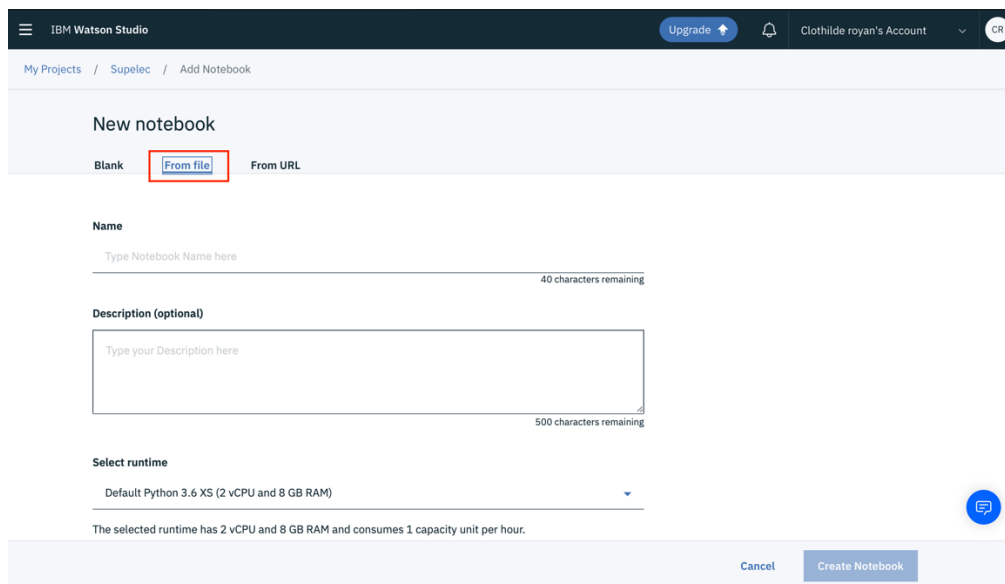 IBM Watson Studio
Upgrade
Clothilde royan's Account
CR
My Projects / Supelec / Add Notebook
New notebook
Blank From file From URL
Name
Type Notebook Name here
40 characters remaining
Description (optional)
Type your Description here
500 characters remaining
Select runtime
Default Python 3.6 XS (2 vCPU and 8 GB RAM)
The selected runtime has 2 vCPU and 8 GB RAM and consumes 1 capacity unit per hour.
Cancel Create Notebook